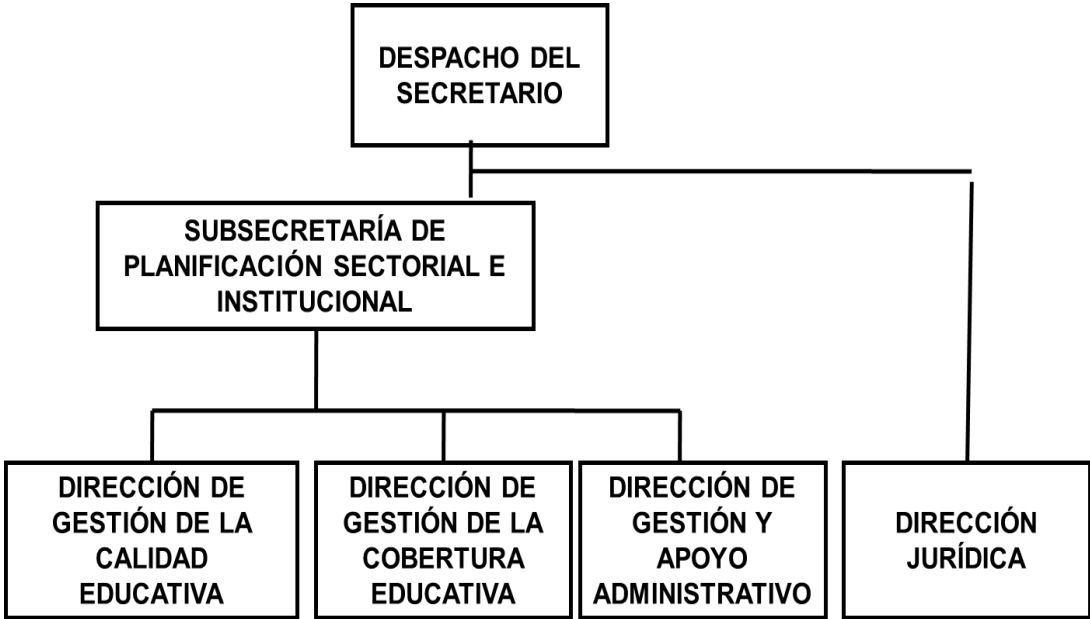 DESPACHO DEL
SECRETARIO
SUBSECRETARÍA DE
PLANIFICACIÓN SECTORIAL E
INSTITUCIONAL
DIRECCIÓN DE
GESTIÓN DE LA
CALIDAD
EDUCATIVA
DIRECCIÓN DE
GESTIÓN DE LA
COBERTURA
EDUCATIVA
DIRECCIÓN DE
GESTIÓN Y
APOYO
ADMINISTRATIVO
DIRECCIÓN
JURÍDICA